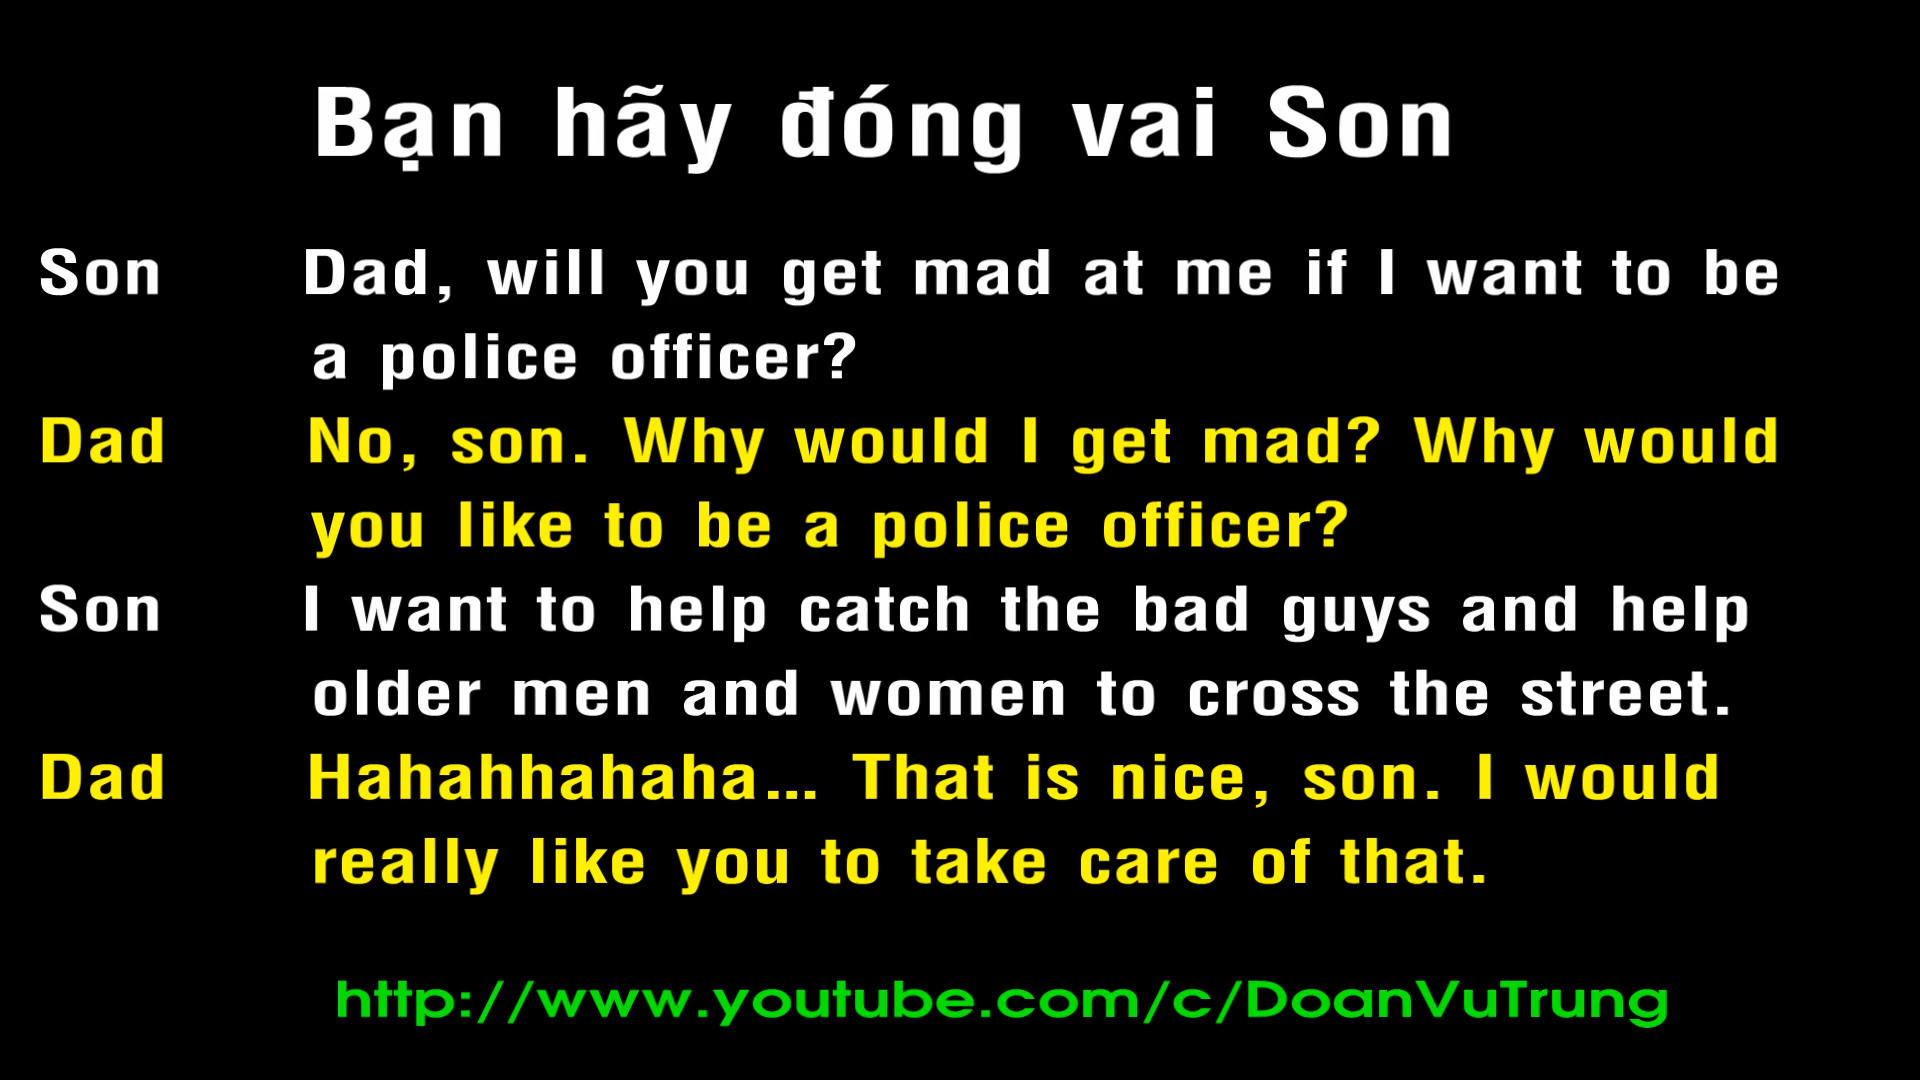 Bạn hãy đóng vai Son
Son Dad, will you get mad at me if I want to be
a police officer?
Dad No, son. Why would I get mad? Why would
you like to be a police officer?
Son I want to help catch the bad guys and help
older men and women to cross the street.
Dad Hahahhahaha... That is nice, son. I would
really like you to take care of that.
http://www.youtube.com/c/DoanVuTrung